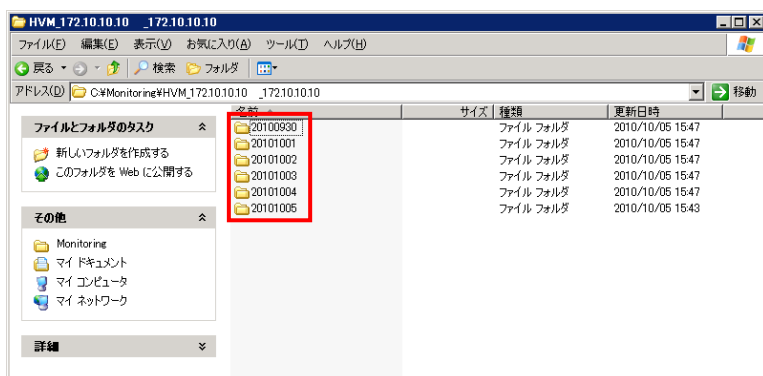 HVM_172.10.10.10 _172.10.10.10
ファイル(F) 編集(E) 表示(V) お気に入り(A) ツール(T) ヘルプ(H)
戻る 検索 フォルダ
アドレス(D) C:¥Monitoring¥HVM_172.10.10.10 _172.10.10.10 移動
名前 サイズ 種類 更新日時
ファイルとフォルダのタスク
新しいフォルダを作成する
このフォルダを Web に公開する
その他
Monitoring
マイ ドキュメント
マイ コンピュータ
マイ ネットワーク
詳細
20100930 ファイル フォルダ 2010/10/05 15:47
20101001 ファイル フォルダ 2010/10/05 15:47
20101002 ファイル フォルダ 2010/10/05 15:47
20101003 ファイル フォルダ 2010/10/05 15:47
20101004 ファイル フォルダ 2010/10/05 15:47
20101005 ファイル フォルダ 2010/10/05 15:43